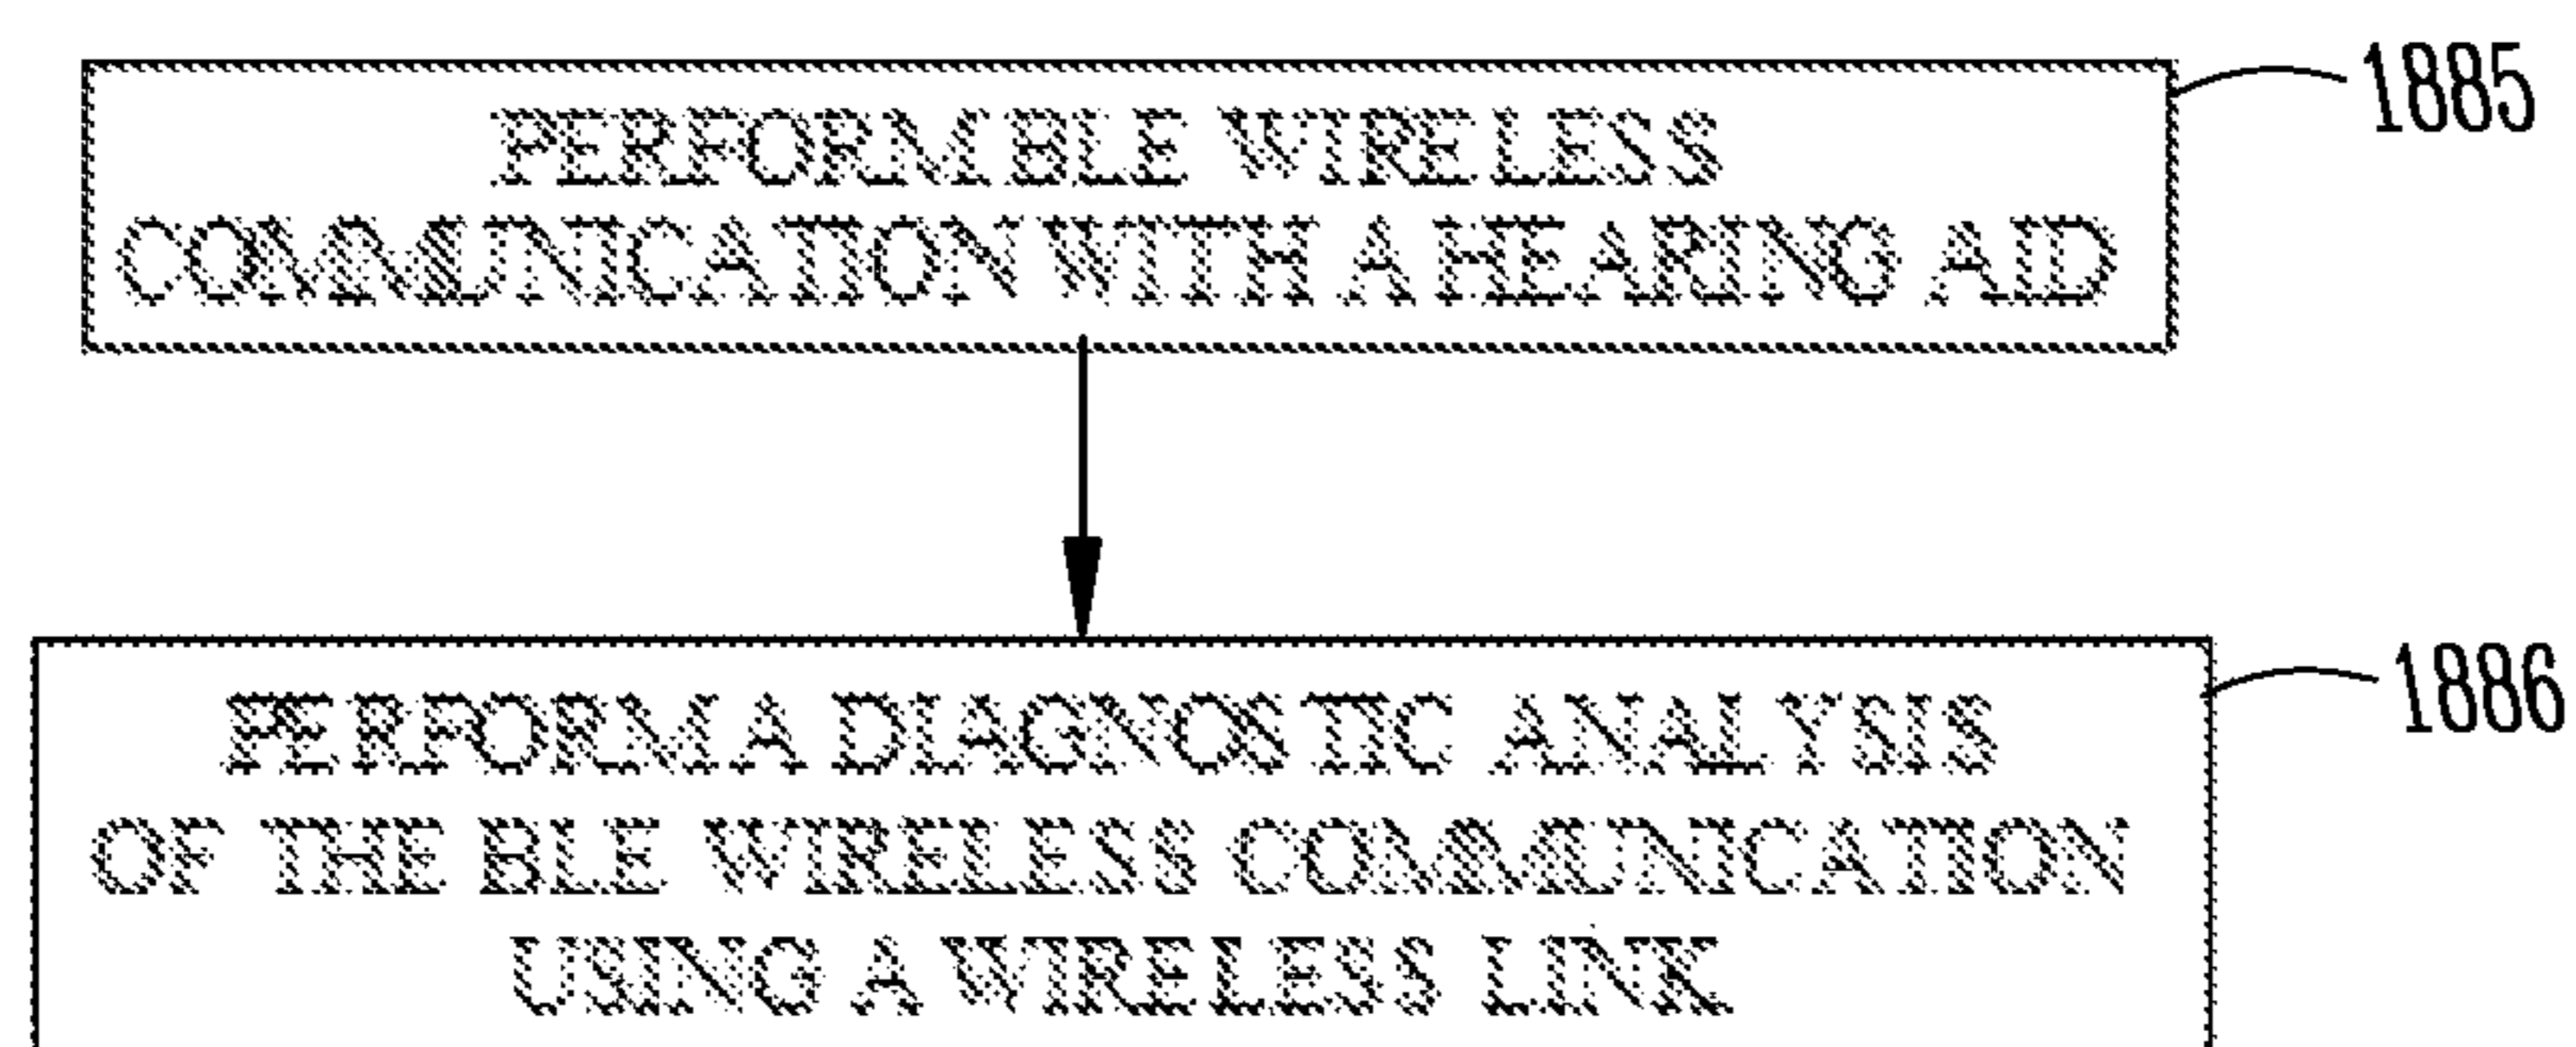 PERFORM BLE WIRELESS
COMMUNICATION WITH A HEARING AID
1885
PERFORM A DIAGNOSTIC ANALYSIS
OF THE BLE WIRELESS COMMUNICATION
USING A WIRELESS LINK
1886